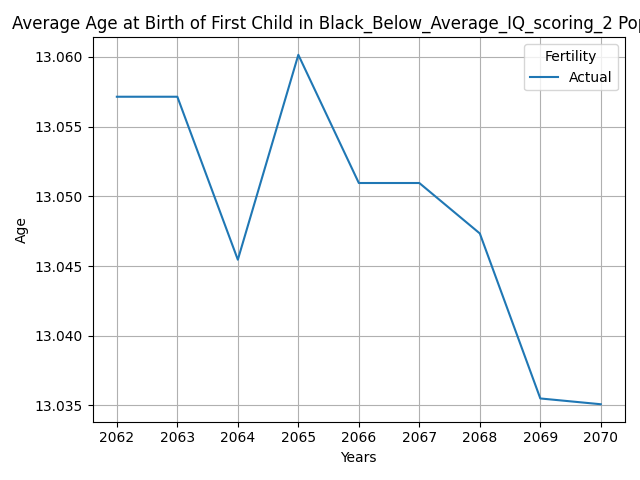 Average Age at Birth of First Child in Black_Below_Average_IQ_scoring_2 Pop
Fertility
Actual
13.060
13.055
13.050
13.045
13.040
13.035
Age
2062 2063 2064 2065 2066 2067 2068 2069 2070
Years